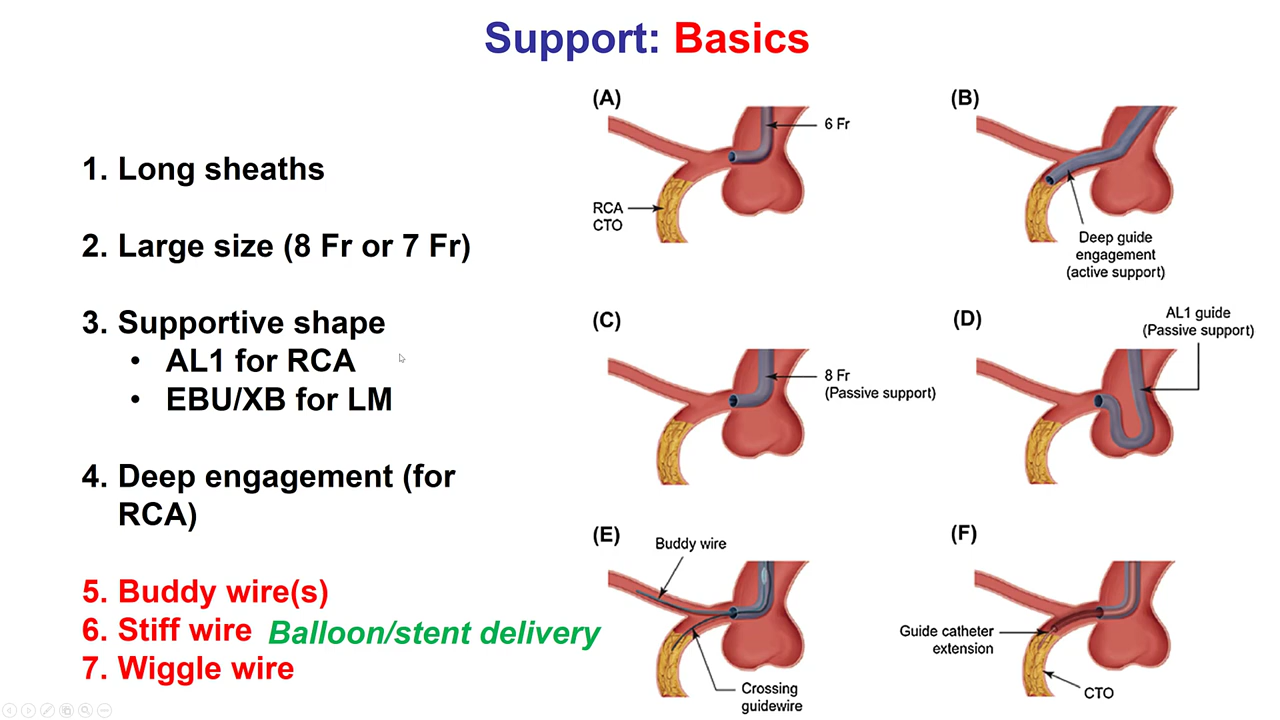 Support: Basics
1. Long sheaths
2. Large size (8 Fr or 7 Fr)
3. Supportive shape
• AL1 for RCA
• EBU/XB for LM
4. Deep engagement (for
RCA)
5. Buddy wire(s)
6. Stiff wire Balloon/stent delivery
7. Wiggle wire
(A)
6 Fr
RCA
CTO
(B)
Deep guide
engagement
(active support)
(C)
8 Fr
(Passive support)
(D)
AL1 guide
(Passive support)
(E)
Buddy wire
Crossing
guidewire
(F)
Guide catheter
extension
CTO